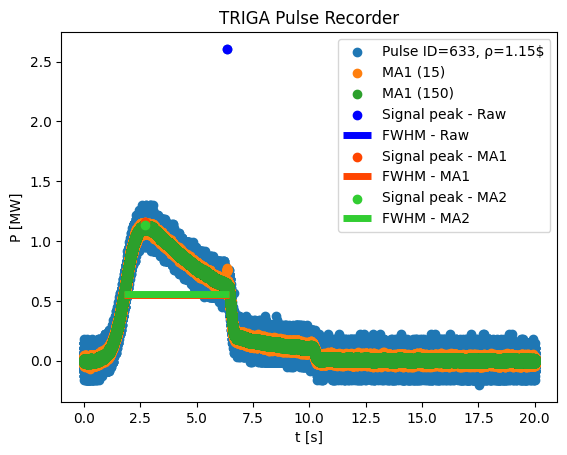 TRIGA Pulse Recorder
Pulse ID=633, ρ=1.15$
MA1 (15)
MA1 (150)
Signal peak - Raw
FWHM - Raw
Signal peak - MA1
FWHM - MA1
Signal peak - MA2
FWHM - MA2
P [MW]
2.5
2.0
1.5
1.0
0.5
0.0
0.0 2.5 5.0 7.5 10.0 12.5 15.0 17.5 20.0
t [s]